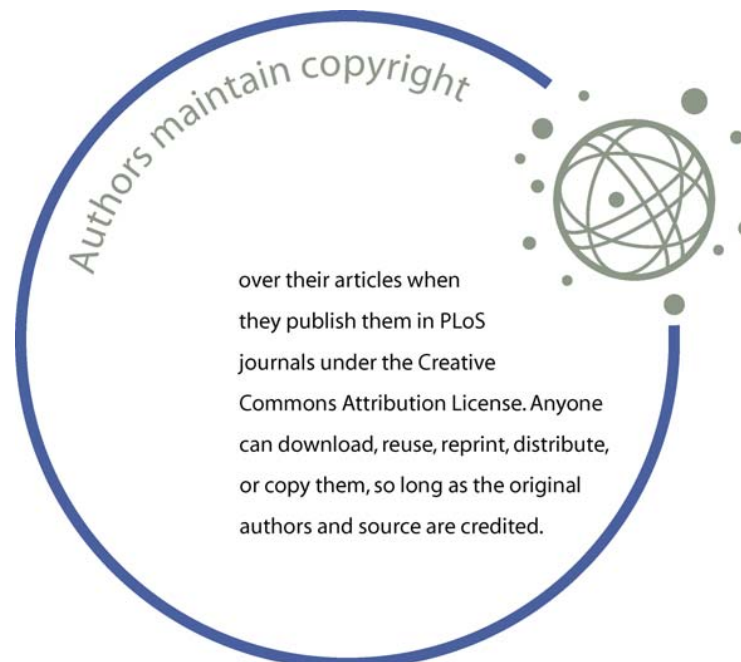 Authors maintain copyright
over their articles when
they publish them in PLoS
journals under the Creative
Commons Attribution License. Anyone
can download, reuse, reprint, distribute,
or copy them, so long as the original
authors and source are credited.